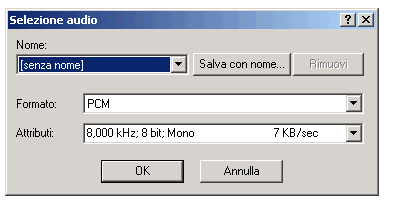 Selezione audio
Nome:
[senza nome] Salva con nome... Rimuovi
Formato: PCM
Attributi: 8,000 kHz; 8 bit; Mono 7 KB/sec
OK Annulla